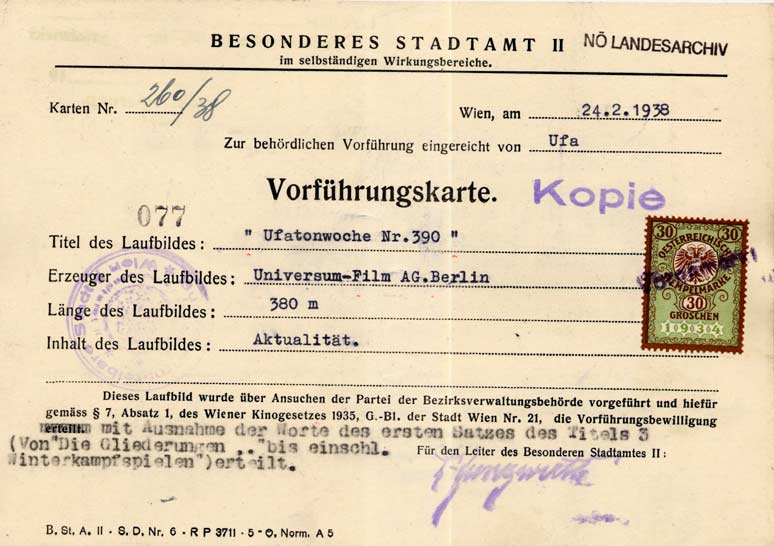 BESONDERES STADTAMT II NÖ LANDESARCHIV
im selbständigen Wirkungsbereiche.
Karten Nr. 260/38 Wien, am 24.2.1938
Zur behördlichen Vorführung eingereicht von Ufa
Vorführungskarte. Kopie
077
Titel des Laufbildes: " Ufatonwoche Nr.390 "
Erzeuger des Laufbildes: Universum-Film AG.Berlin
Länge des Laufbildes: 380 m
Inhalt des Laufbildes: Aktualität.
30 30
OESTERREICHISCHE
STEMPELMARKE
30
GROSCHEN
1934
Dieses Laufbild wurde über Ansuchen der Partei der Bezirksverwaltungsbehörde vorgeführt und hiefür
gemäss § 7, Absatz 1, des Wiener Kinogesetzes 1935, G.-Bl. der Stadt Wien Nr. 21, die Vorführungsbewilligung
erteilt. mit Ausnahme der Worte des ersten Satzes des Titels 3
(Von"Die Gliederungen .."bis einschl.
Winterkampfspielen")erteilt.
Für den Leiter des Besonderen Stadtamtes II:
B. St. A. II - S. D. Nr. 6 - R P 3711 - 5 - O. Norm. A 5